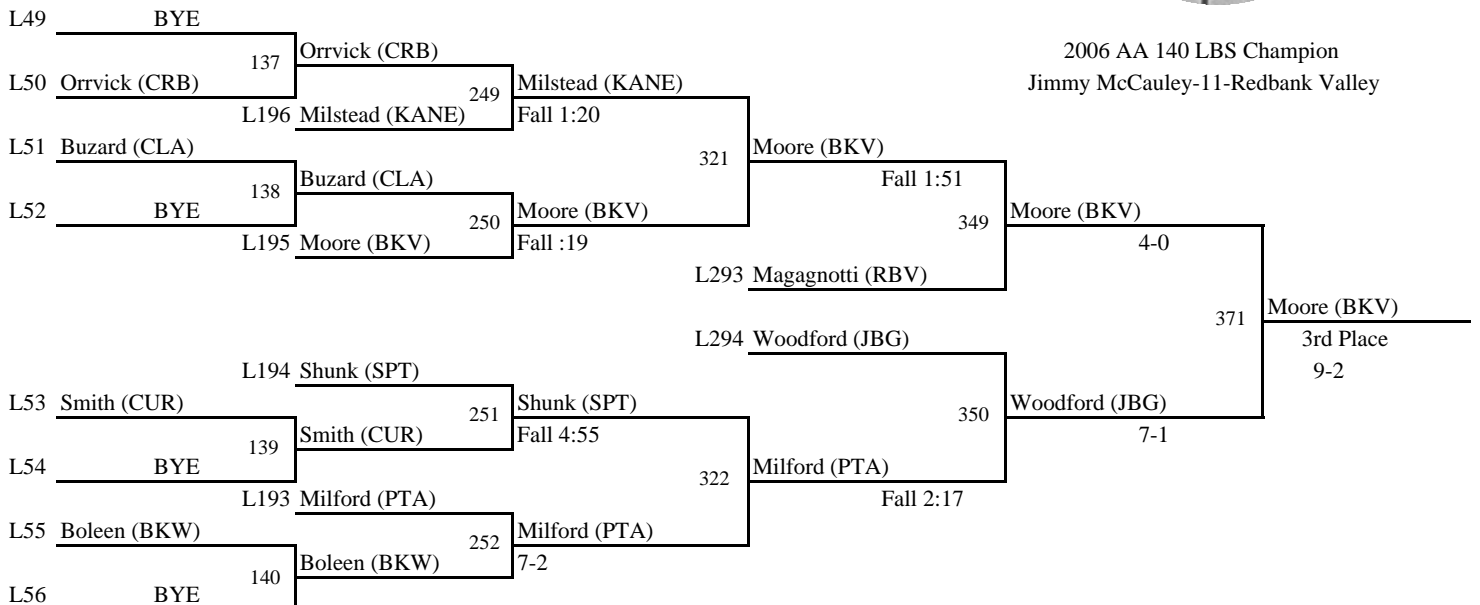 L49 BYE
137 Orrvick (CRB)
2006 AA 140 LBS Champion
L50 Orrvick (CRB)
249 Milstead (KANE)
Jimmy McCauley-11-Redbank Valley
L196 Milstead (KANE)
Fall 1:20
L51 Buzard (CLA)
321 Moore (BKV)
138 Buzard (CLA)
Fall 1:51
L52 BYE
250 Moore (BKV)
349 Moore (BKV)
L195 Moore (BKV)
Fall :19
4-0
L293 Magagnotti (RBV)
371 Moore (BKV)
L294 Woodford (JBG)
3rd Place
L194 Shunk (SPT)
9-2
L53 Smith (CUR)
251 Shunk (SPT)
350 Woodford (JBG)
139 Smith (CUR)
Fall 4:55
7-1
L54 BYE
322 Milford (PTA)
L193 Milford (PTA)
Fall 2:17
L55 Boleen (BKW)
252 Milford (PTA)
140 Boleen (BKW)
7-2
L56 BYE